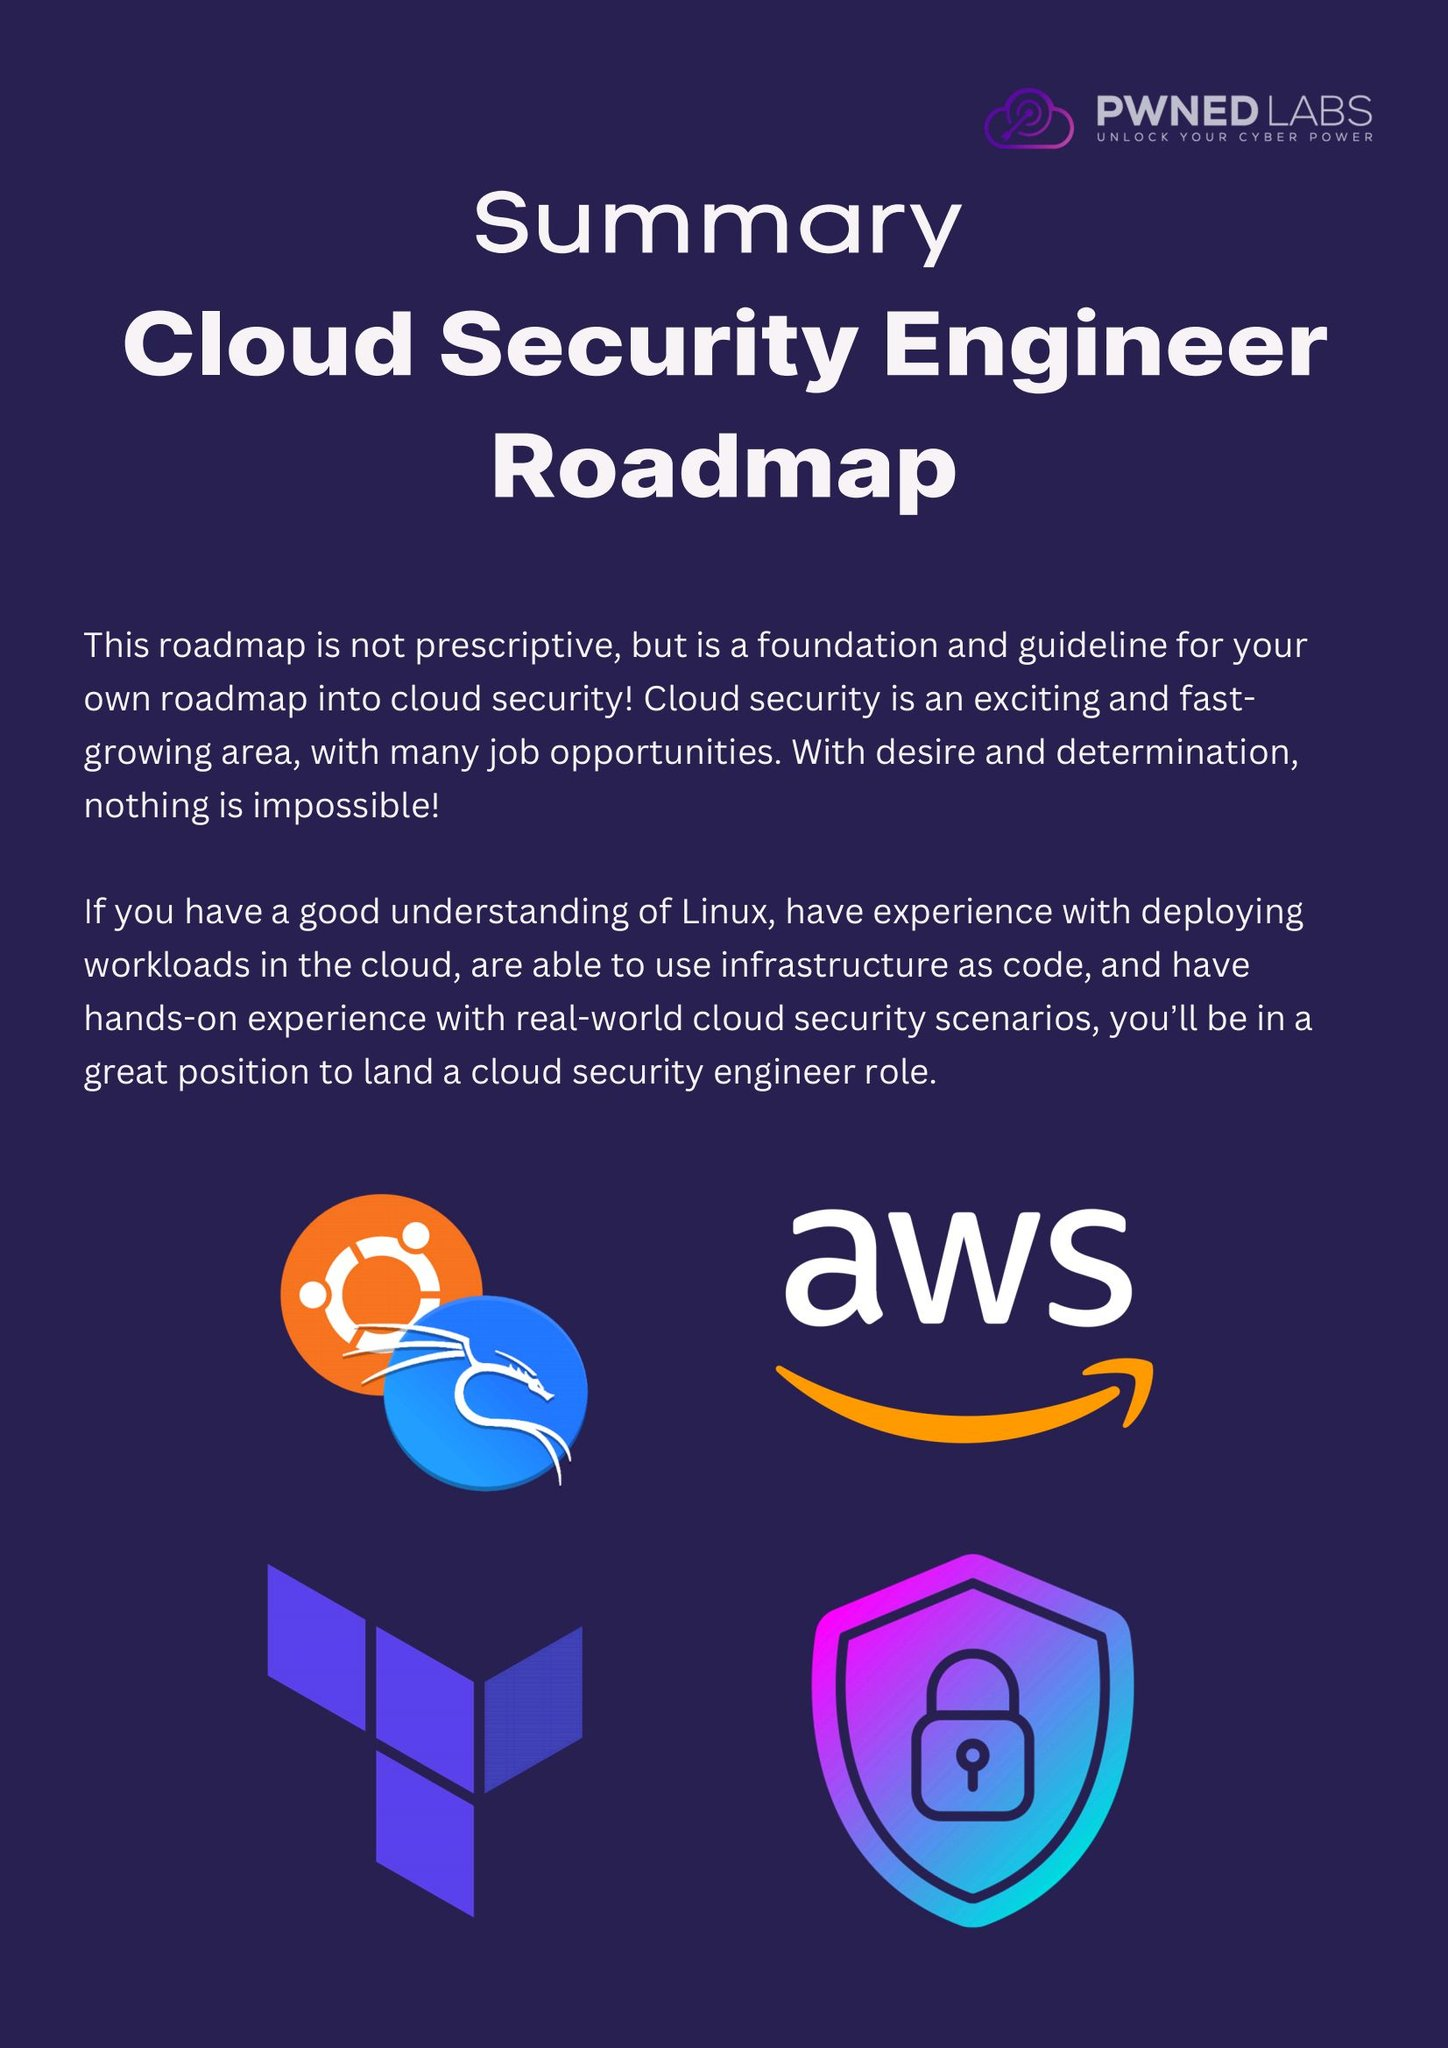 PWNED LABS
UNLOCK YOUR CYBER POWER
Summary
Cloud Security Engineer
Roadmap
This roadmap is not prescriptive, but is a foundation and guideline for your
own roadmap into cloud security! Cloud security is an exciting and fast-
growing area, with many job opportunities. With desire and determination,
nothing is impossible!
If you have a good understanding of Linux, have experience with deploying
workloads in the cloud, are able to use infrastructure as code, and have
hands-on experience with real-world cloud security scenarios, you’ll be in a
great position to land a cloud security engineer role.
aws